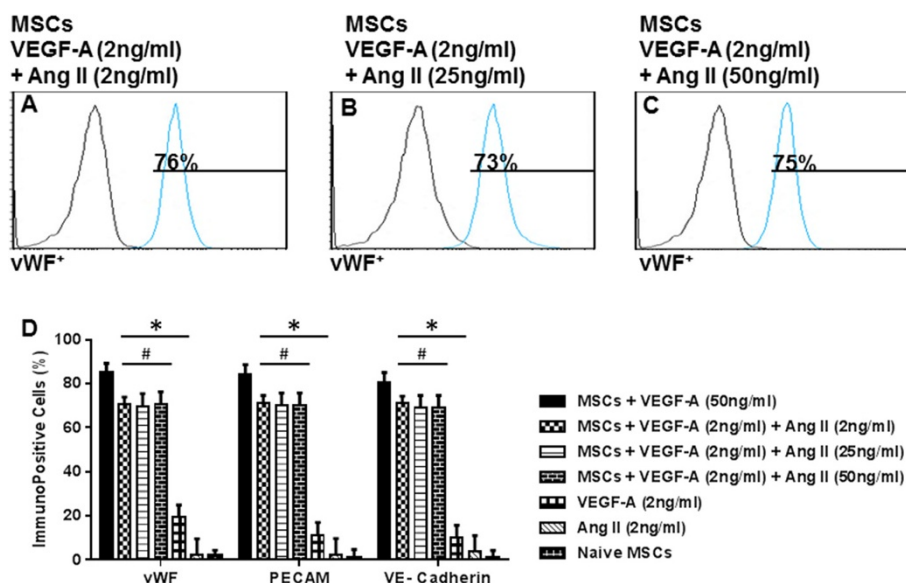 MSCs
VEGF-A (2ng/ml)
+ Ang II (2ng/ml)
MSCs
VEGF-A (2ng/ml)
+ Ang II (25ng/ml)
MSCs
VEGF-A (2ng/ml)
+ Ang II (50ng/ml)
A
76%
vWF⁺
B
73%
vWF⁺
C
75%
vWF⁺
D
ImmunoPositive Cells (%)
100
80
60
40
20
0
*
#
*
#
*
#
vWF
PECAM
VE- Cadherin
MSCs + VEGF-A (50ng/ml)
MSCs + VEGF-A (2ng/ml) + Ang II (2ng/ml)
MSCs + VEGF-A (2ng/ml) + Ang II (25ng/ml)
MSCs + VEGF-A (2ng/ml) + Ang II (50ng/ml)
VEGF-A (2ng/ml)
Ang II (2ng/ml)
Naive MSCs